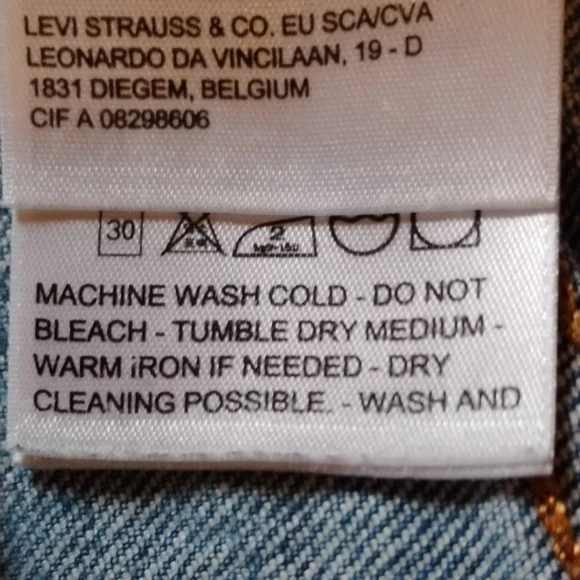 LEVI STRAUSS & CO. EU SCA/CVA
LEONARDO DA VINCILAAN, 19 - D
1831 DIEGEM, BELGIUM
CIF A 08298606
30
2
MACHINE WASH COLD - DO NOT
BLEACH - TUMBLE DRY MEDIUM -
WARM iRON IF NEEDED - DRY
CLEANING POSSIBLE. - WASH AND